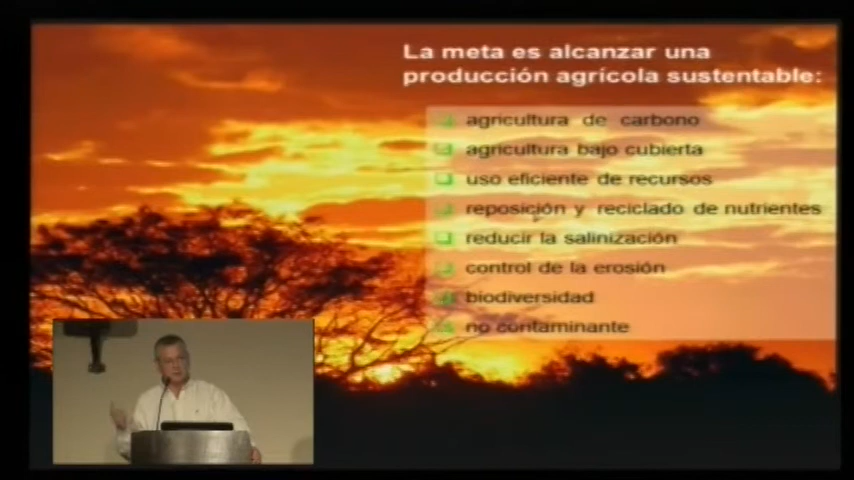 La meta es alcanzar una
producción agrícola sustentable:
agricultura de carbono
agricultura bajo cubierta
uso eficiente de recursos
reposición y reciclado de nutrientes
reducir la salinización
control de la erosión
biodiversidad
no contaminante